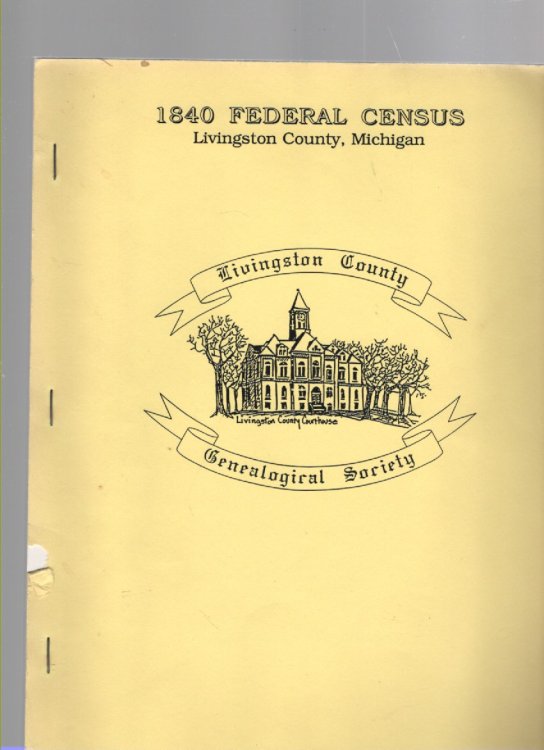 1840 FEDERAL CENSUS
Livingston County, Michigan
Livingston County
Livingston County Courthouse
Genealogical Society